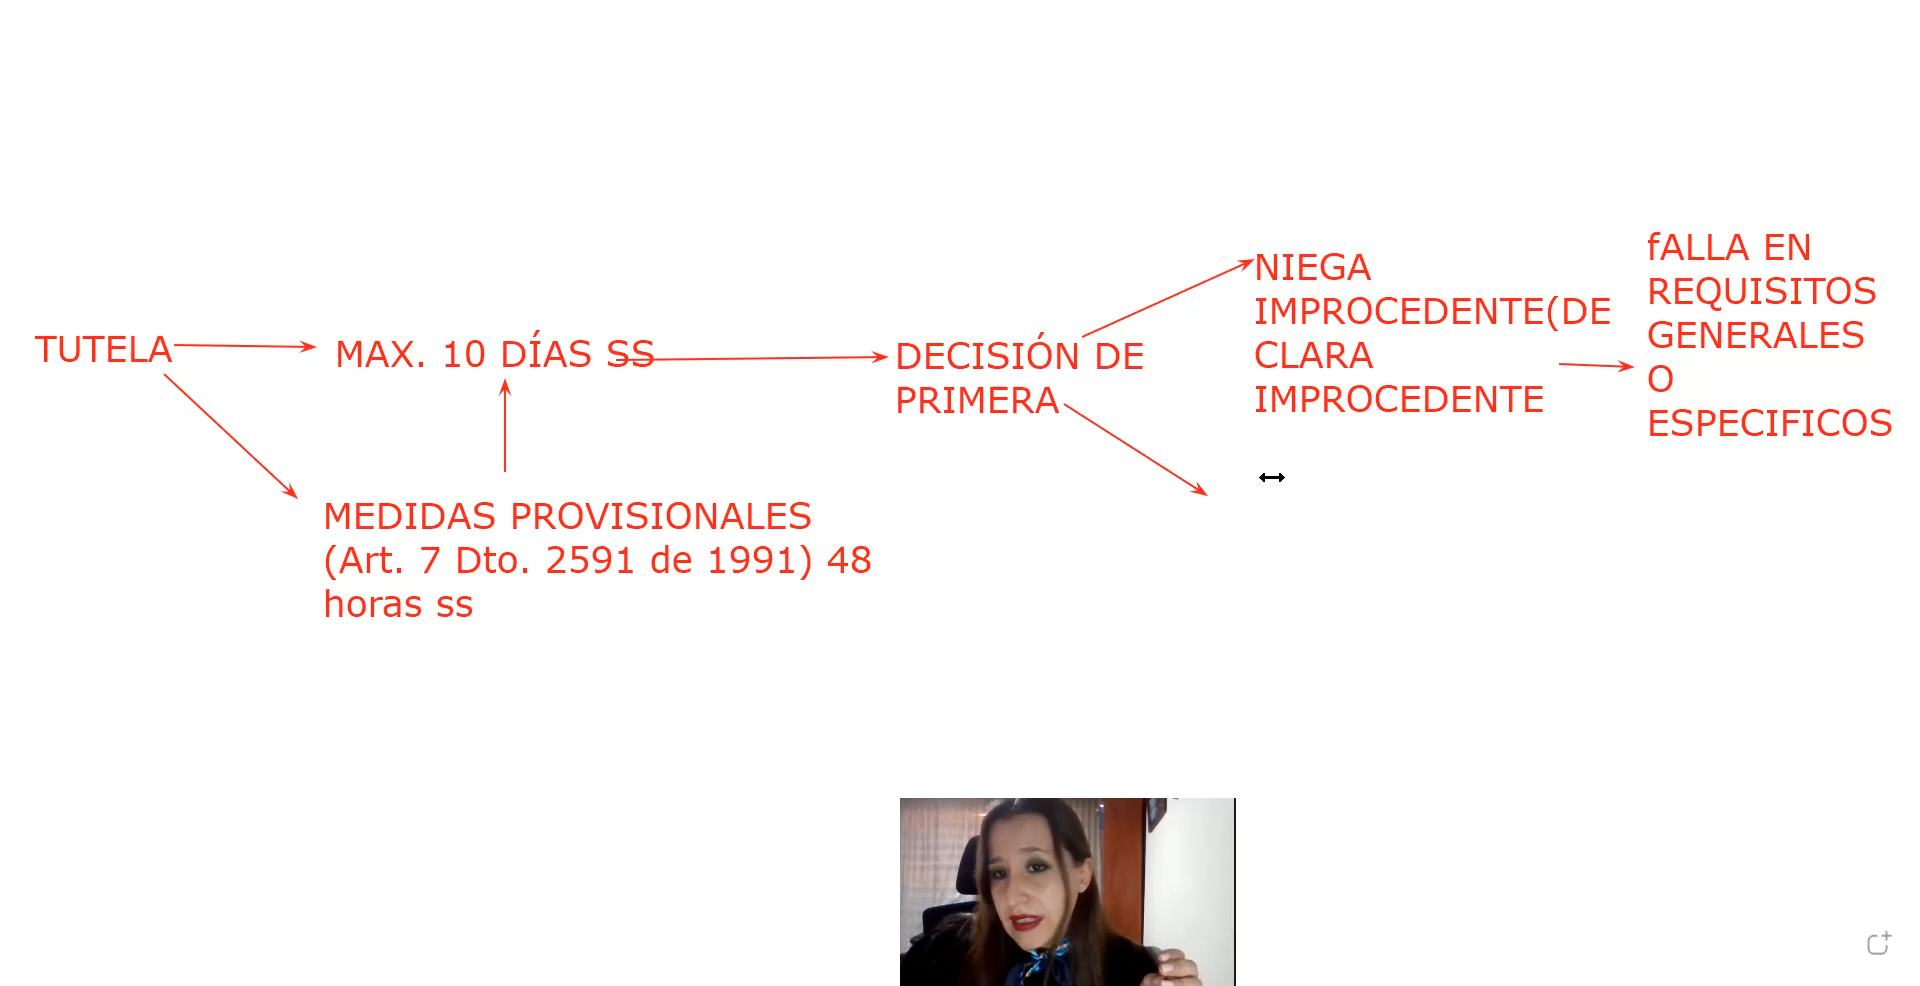 TUTELA
MAX. 10 DÍAS SS
MEDIDAS PROVISIONALES
(Art. 7 Dto. 2591 de 1991) 48
horas ss
DECISIÓN DE
PRIMERA
NIEGA
IMPROCEDENTE(DE
CLARA
IMPROCEDENTE
fALLA EN
REQUISITOS
GENERALES
O
ESPECIFICOS